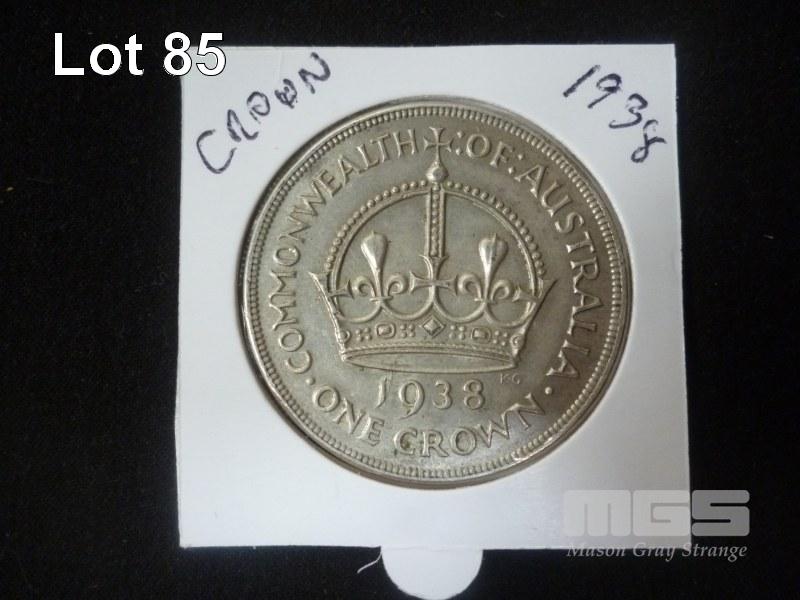 Lot 85
CROWN
1938
COMMONWEALTH OF AUSTRALIA
1938
KG
ONE CROWN
MGS
Mason Gray Strange